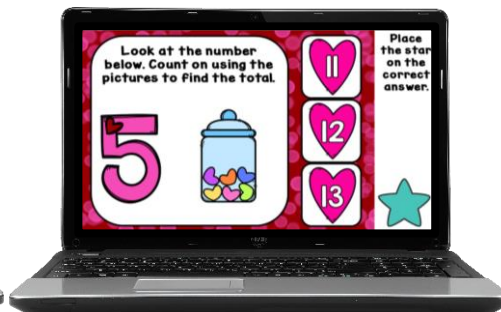 Look at the number
below. Count on using the
pictures to find the total.
5
11
12
13
Place
the star
on the
correct
answer.